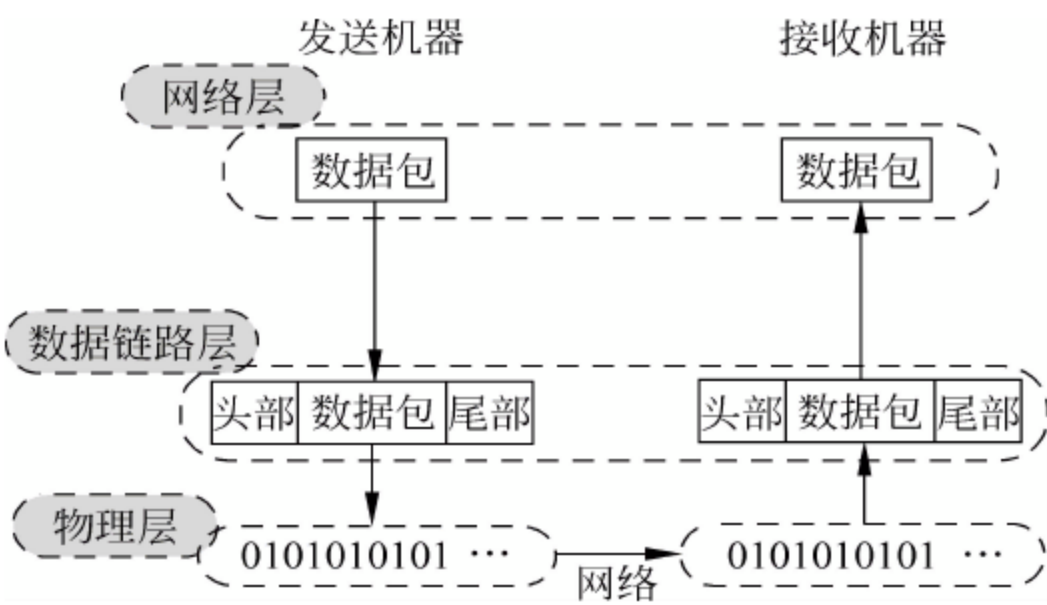 发送机器 接收机器
网络层
数据包 数据包
数据链路层
头部 数据包 尾部 头部 数据包 尾部
物理层
0101010101 … 0101010101 …
网络